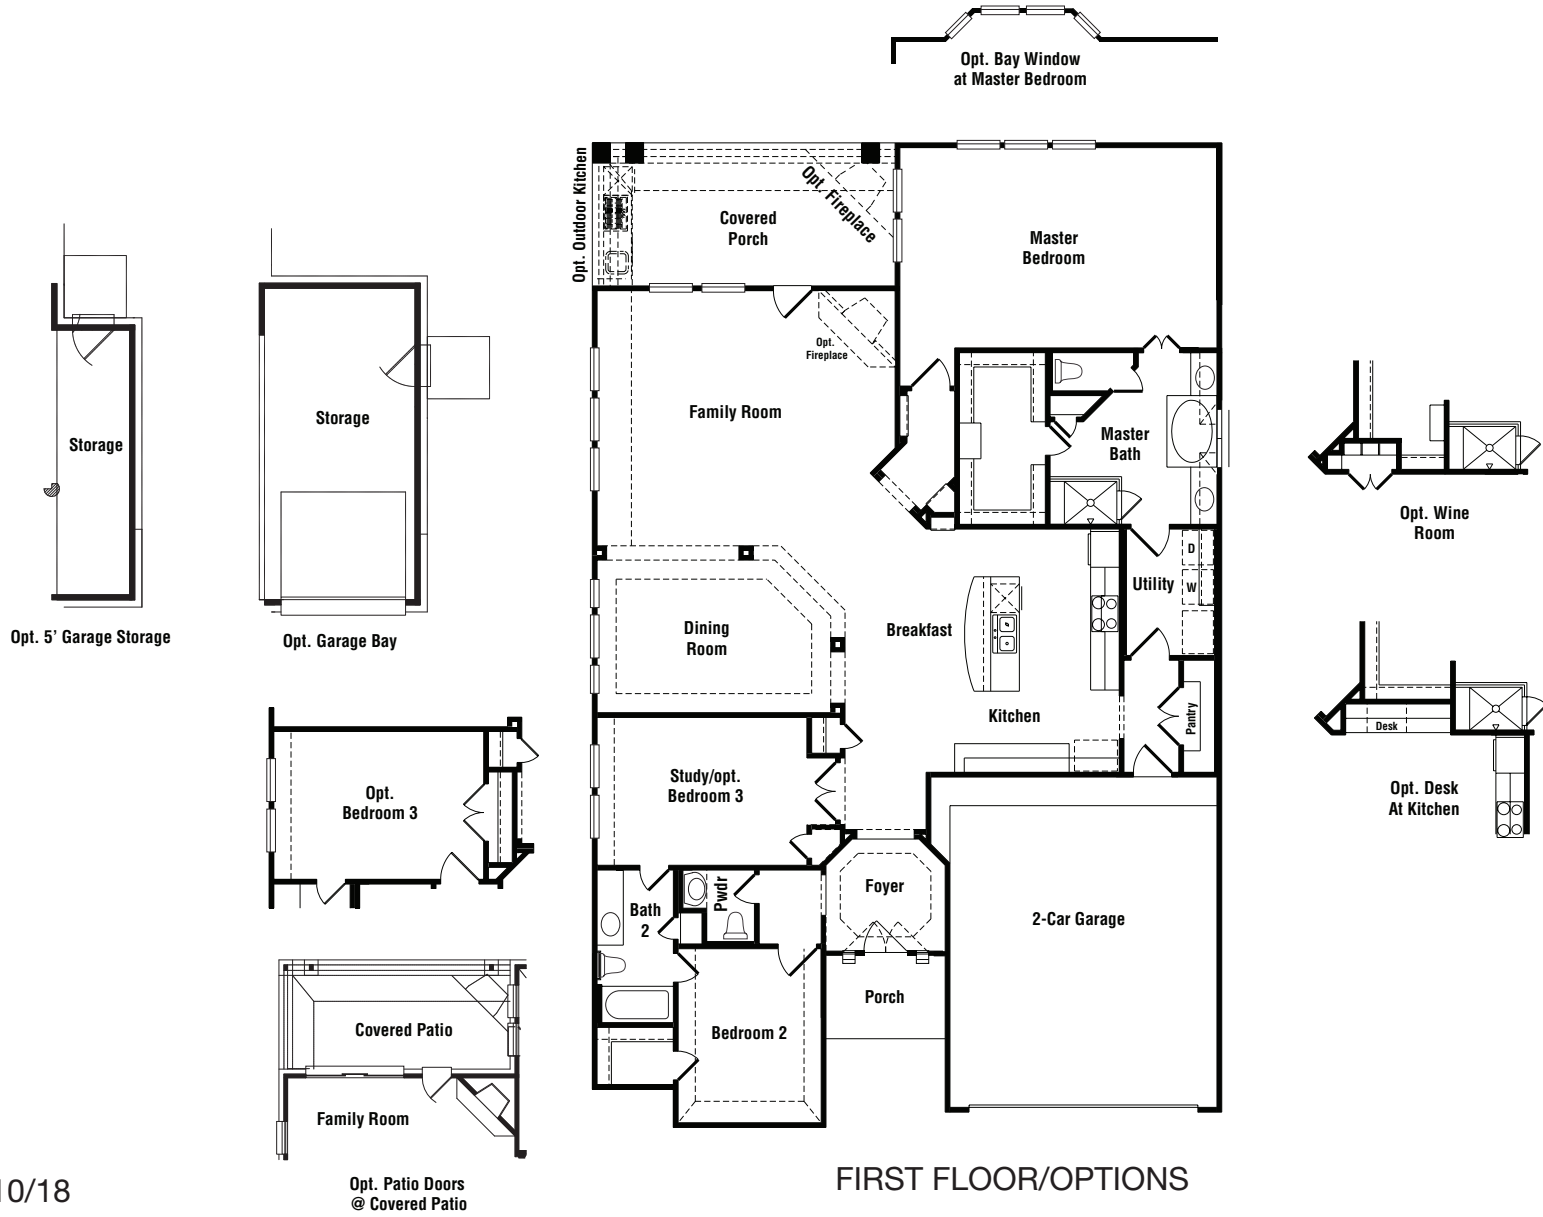 Opt. Bay Window
at Master Bedroom
Opt. Outdoor Kitchen
Opt. Fireplace
Covered
Porch
Master
Bedroom
Opt.
Fireplace
Family Room
Master
Bath
Storage
Opt. 5’ Garage Storage
Storage
Opt. Garage Bay
Opt. Wine
Room
D
W
Utility
Dining
Room
Breakfast
Kitchen
Pantry
Desk
Opt. Desk
At Kitchen
Opt.
Bedroom 3
Study/opt.
Bedroom 3
Foyer
Pwdr
Bath
2
2-Car Garage
Porch
Bedroom 2
Covered Patio
Family Room
Opt. Patio Doors
@ Covered Patio
FIRST FLOOR/OPTIONS
10/18